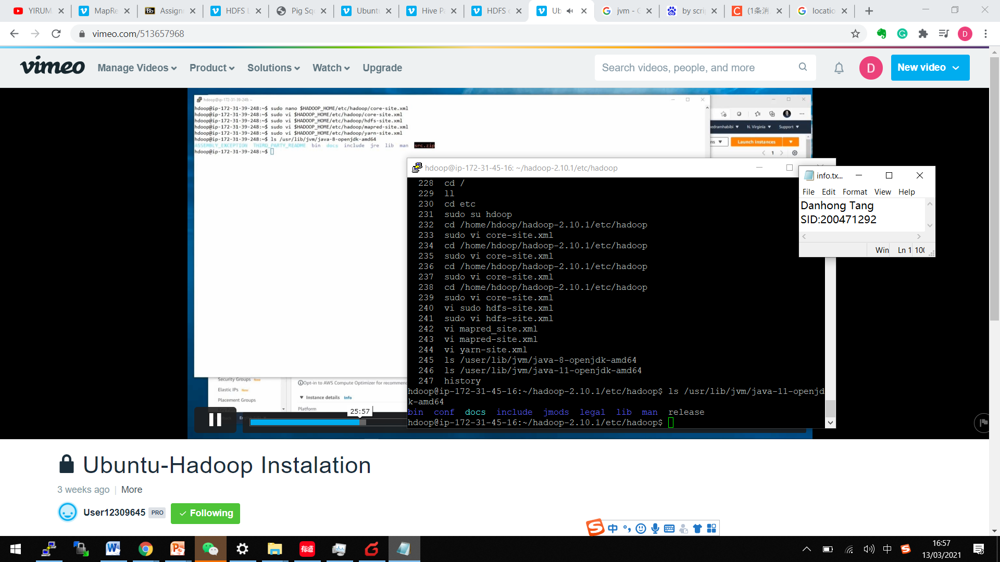 YIRUM
MapRe
Bb Assign
HDFS L
Pig Sq
Ubuntu
Hive Pa
HDFS c
Ub
jvm - G
by scri
(1条消
locatio
vimeo.com/513657968
D
vimeo
Manage Videos
Product
Solutions
Watch
Upgrade
Search videos, people, and more
D
New video
hdoop@ip-172-31-39-248: ~
hdoop@ip-172-31-39-248:~$ sudo nano $HADOOP_HOME/etc/hadoop/core-site.xml
hdoop@ip-172-31-39-248:~$ sudo vi $HADOOP_HOME/etc/hadoop/core-site.xml
hdoop@ip-172-31-39-248:~$ sudo vi $HADOOP_HOME/etc/hadoop/hdfs-site.xml
hdoop@ip-172-31-39-248:~$ sudo vi $HADOOP_HOME/etc/hadoop/mapred-site.xml
hdoop@ip-172-31-39-248:~$ sudo vi $HADOOP_HOME/etc/hadoop/yarn-site.xml
hdoop@ip-172-31-39-248:~$ ls /usr/lib/jvm/java-8-openjdk-amd64
ASSEMBLY_EXCEPTION THIRD_PARTY_README bin docs include jre lib man src.zip
hdoop@ip-172-31-39-248:~$
pedramhabibi
N. Virginia
Support
Launch instances
1
hdoop@ip-172-31-45-16: ~/hadoop-2.10.1/etc/hadoop
228 cd /
229 ll
230 cd etc
231 sudo su hdoop
232 cd /home/hdoop/hadoop-2.10.1/etc/hadoop
233 sudo vi core-site.xml
234 cd /home/hdoop/hadoop-2.10.1/etc/hadoop
235 sudo vi core-site.xml
236 cd /home/hdoop/hadoop-2.10.1/etc/hadoop
237 sudo vi core-site.xml
238 cd /home/hdoop/hadoop-2.10.1/etc/hadoop
239 sudo vi core-site.xml
240 vi sudo hdfs-site.xml
241 sudo vi hdfs-site.xml
242 vi mapred_site.xml
243 vi mapred-site.xml
244 vi yarn-site.xml
245 ls /user/lib/jvm/java-8-openjdk-amd64
246 ls /user/lib/jvm/java-11-openjdk-amd64
247 history
hdoop@ip-172-31-45-16:~/hadoop-2.10.1/etc/hadoop$ ls /usr/lib/jvm/java-11-openjd
k-amd64
bin conf docs include jmods legal lib man release
hdoop@ip-172-31-45-16:~/hadoop-2.10.1/etc/hadoop$
info.tx...
File Edit Format View Help
Danhong Tang
SID:200471292
Win Ln 1 100
Security Groups New
Elastic IPs New
Placement Groups
Opt-in to AWS Compute Optimizer for recommend
Instance details Info
Platform
25:57
Ubuntu-Hadoop Instalation
3 weeks ago | More
User12309645 PRO
Following
S 中
有道
中
S
16:57
13/03/2021